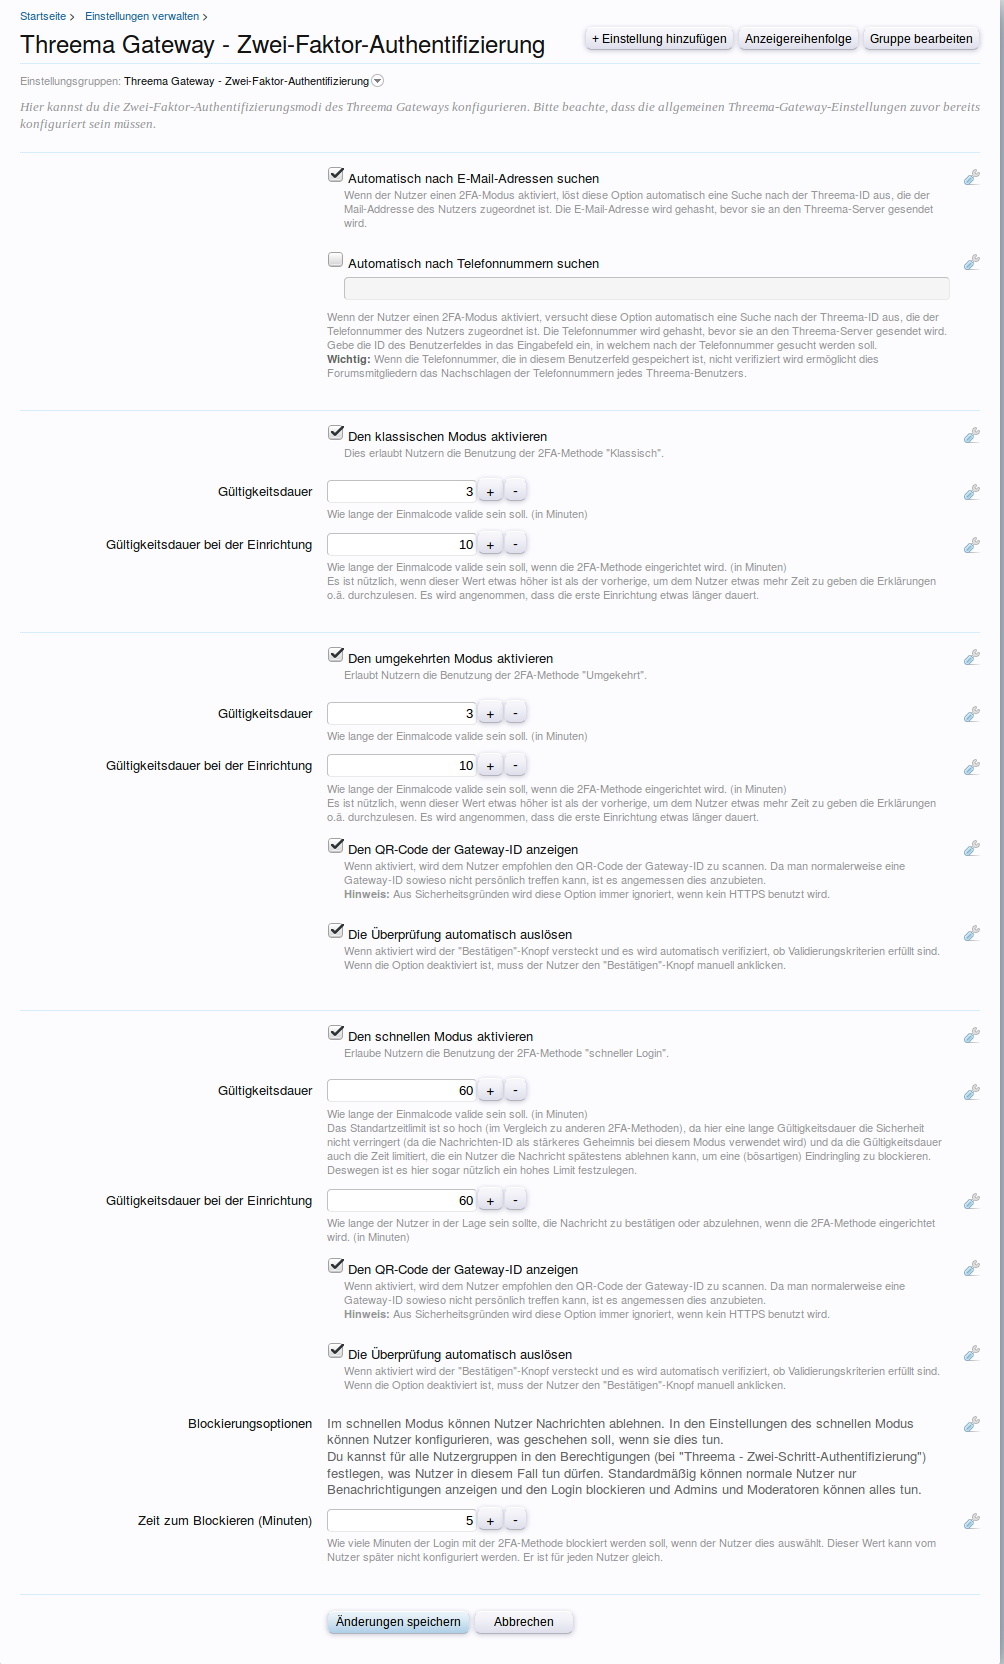 Startseite > Einstellungen verwalten >
Threema Gateway - Zwei-Faktor-Authentifizierung
+ Einstellung hinzufügen
Anzeigereihenfolge
Gruppe bearbeiten
Einstellungsgruppen: Threema Gateway - Zwei-Faktor-Authentifizierung
Hier kannst du die Zwei-Faktor-Authentifizierungsmodi des Threema Gateways konfigurieren. Bitte beachte, dass die allgemeinen Threema-Gateway-Einstellungen zuvor bereits
konfiguriert sein müssen.
Automatisch nach E-Mail-Adressen suchen
Wenn der Nutzer einen 2FA-Modus aktiviert, löst diese Option automatisch eine Suche nach der Threema-ID aus, die der
Mail-Addresse des Nutzers zugeordnet ist. Die E-Mail-Adresse wird gehasht, bevor sie an den Threema-Server gesendet
wird.
Automatisch nach Telefonnummern suchen
Wenn der Nutzer einen 2FA-Modus aktiviert, versucht diese Option automatisch eine Suche nach der Threema-ID aus, die der
Telefonnummer des Nutzers zugeordnet ist. Die Telefonnummer wird gehasht, bevor sie an den Threema-Server gesendet wird.
Gebe die ID des Benutzerfeldes in das Eingabefeld ein, in welchem nach der Telefonnummer gesucht werden soll.
Wichtig: Wenn die Telefonnummer, die in diesem Benutzerfeld gespeichert ist, nicht verifiziert wird ermöglicht dies
Forumsmitgliedern das Nachschlagen der Telefonnummern jedes Threema-Benutzers.
Den klassischen Modus aktivieren
Dies erlaubt Nutzern die Benutzung der 2FA-Methode "Klassisch".
Gültigkeitsdauer 3 + -
Wie lange der Einmalcode valide sein soll. (in Minuten)
Gültigkeitsdauer bei der Einrichtung 10 + -
Wie lange der Einmalcode valide sein soll, wenn die 2FA-Methode eingerichtet wird. (in Minuten)
Es ist nützlich, wenn dieser Wert etwas höher ist als der vorherige, um dem Nutzer etwas mehr Zeit zu geben die Erklärungen
o.ä. durchzulesen. Es wird angenommen, dass die erste Einrichtung etwas länger dauert.
Den umgekehrten Modus aktivieren
Erlaubt Nutzern die Benutzung der 2FA-Methode "Umgekehrt".
Gültigkeitsdauer 3 + -
Wie lange der Einmalcode valide sein soll. (in Minuten)
Gültigkeitsdauer bei der Einrichtung 10 + -
Wie lange der Einmalcode valide sein soll, wenn die 2FA-Methode eingerichtet wird. (in Minuten)
Es ist nützlich, wenn dieser Wert etwas höher ist als der vorherige, um dem Nutzer etwas mehr Zeit zu geben die Erklärungen
o.ä. durchzulesen. Es wird angenommen, dass die erste Einrichtung etwas länger dauert.
Den QR-Code der Gateway-ID anzeigen
Wenn aktiviert, wird dem Nutzer empfohlen den QR-Code der Gateway-ID zu scannen. Da man normalerweise eine
Gateway-ID sowieso nicht persönlich treffen kann, ist es angemessen dies anzubieten.
Hinweis: Aus Sicherheitsgründen wird diese Option immer ignoriert, wenn kein HTTPS benutzt wird.
Die Überprüfung automatisch auslösen
Wenn aktiviert wird der "Bestätigen"-Knopf versteckt und es wird automatisch verifiziert, ob Validierungskriterien erfüllt sind.
Wenn die Option deaktiviert ist, muss der Nutzer den "Bestätigen"-Knopf manuell anklicken.
Den schnellen Modus aktivieren
Erlaube Nutzern die Benutzung der 2FA-Methode "schneller Login".
Gültigkeitsdauer 60 + -
Wie lange der Einmalcode valide sein soll. (in Minuten)
Das Standartzeitlimit ist so hoch (im Vergleich zu anderen 2FA-Methoden), da hier eine lange Gültigkeitsdauer die Sicherheit
nicht verringert (da die Nachrichten-ID als stärkeres Geheimnis bei diesem Modus verwendet wird) und da die Gültigkeitsdauer
auch die Zeit limitiert, die ein Nutzer die Nachricht spätestens ablehnen kann, um eine (bösartigen) Eindringling zu blockieren.
Deswegen ist es hier sogar nützlich ein hohes Limit festzulegen.
Gültigkeitsdauer bei der Einrichtung 60 + -
Wie lange der Nutzer in der Lage sein sollte, die Nachricht zu bestätigen oder abzulehnen, wenn die 2FA-Methode eingerichtet
wird. (in Minuten)
Den QR-Code der Gateway-ID anzeigen
Wenn aktiviert, wird dem Nutzer empfohlen den QR-Code der Gateway-ID zu scannen. Da man normalerweise eine
Gateway-ID sowieso nicht persönlich treffen kann, ist es angemessen dies anzubieten.
Hinweis: Aus Sicherheitsgründen wird diese Option immer ignoriert, wenn kein HTTPS benutzt wird.
Die Überprüfung automatisch auslösen
Wenn aktiviert wird der "Bestätigen"-Knopf versteckt und es wird automatisch verifiziert, ob Validierungskriterien erfüllt sind.
Wenn die Option deaktiviert ist, muss der Nutzer den "Bestätigen"-Knopf manuell anklicken.
Blockierungsoptionen Im schnellen Modus können Nutzer Nachrichten ablehnen. In den Einstellungen des schnellen Modus
können Nutzer konfigurieren, was geschehen soll, wenn sie dies tun.
Du kannst für alle Nutzergruppen in den Berechtigungen (bei "Threema - Zwei-Schritt-Authentifizierung")
festlegen, was Nutzer in diesem Fall tun dürfen. Standardmäßig können normale Nutzer nur
Benachrichtigungen anzeigen und den Login blockieren und Admins und Moderatoren können alles tun.
Zeit zum Blockieren (Minuten) 5 + -
Wie viele Minuten der Login mit der 2FA-Methode blockiert werden soll, wenn der Nutzer dies auswählt. Dieser Wert kann vom
Nutzer später nicht konfiguriert werden. Er ist für jeden Nutzer gleich.
Änderungen speichern
Abbrechen